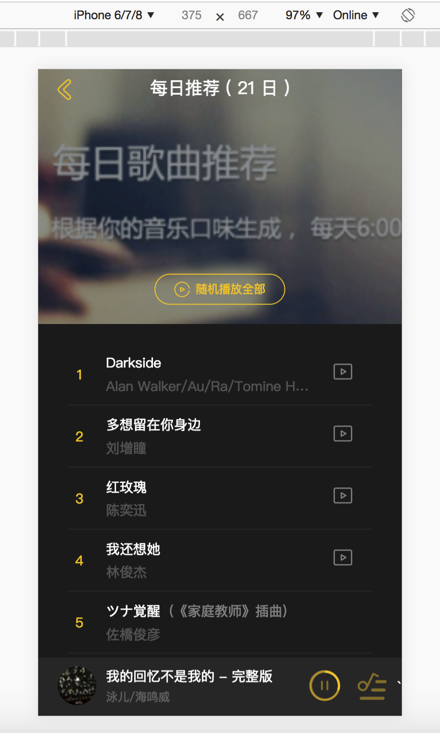 iPhone 6/7/8 ▼ 375 × 667 97% ▼ Online ▼
每日推荐（21 日）
每日歌曲推荐
根据你的音乐口味生成，每天6:00
随机播放全部
1 Darkside
Alan Walker/Au/Ra/Tomine H...
2 多想留在你身边
刘增瞳
3 红玫瑰
陈奕迅
4 我还想她
林俊杰
5 ツナ覚醒（《家庭教师》插曲）
佐橋俊彦
我的回忆不是我的 – 完整版
泳儿/海鸣威